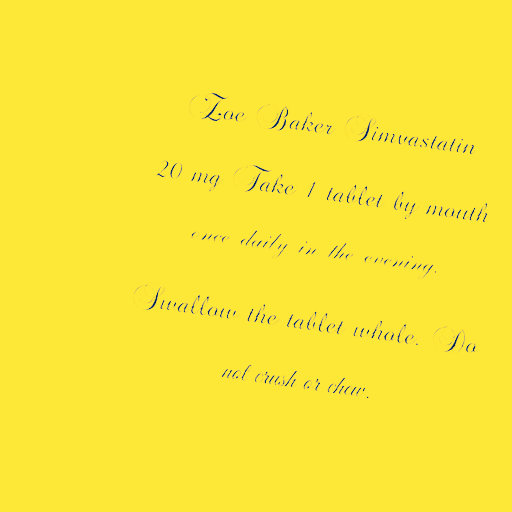 Zoe Baker Simvastatin
20 mg Take 1 tablet by mouth
once daily in the evening.
Swallow the tablet whole. Do
not crush or chew.